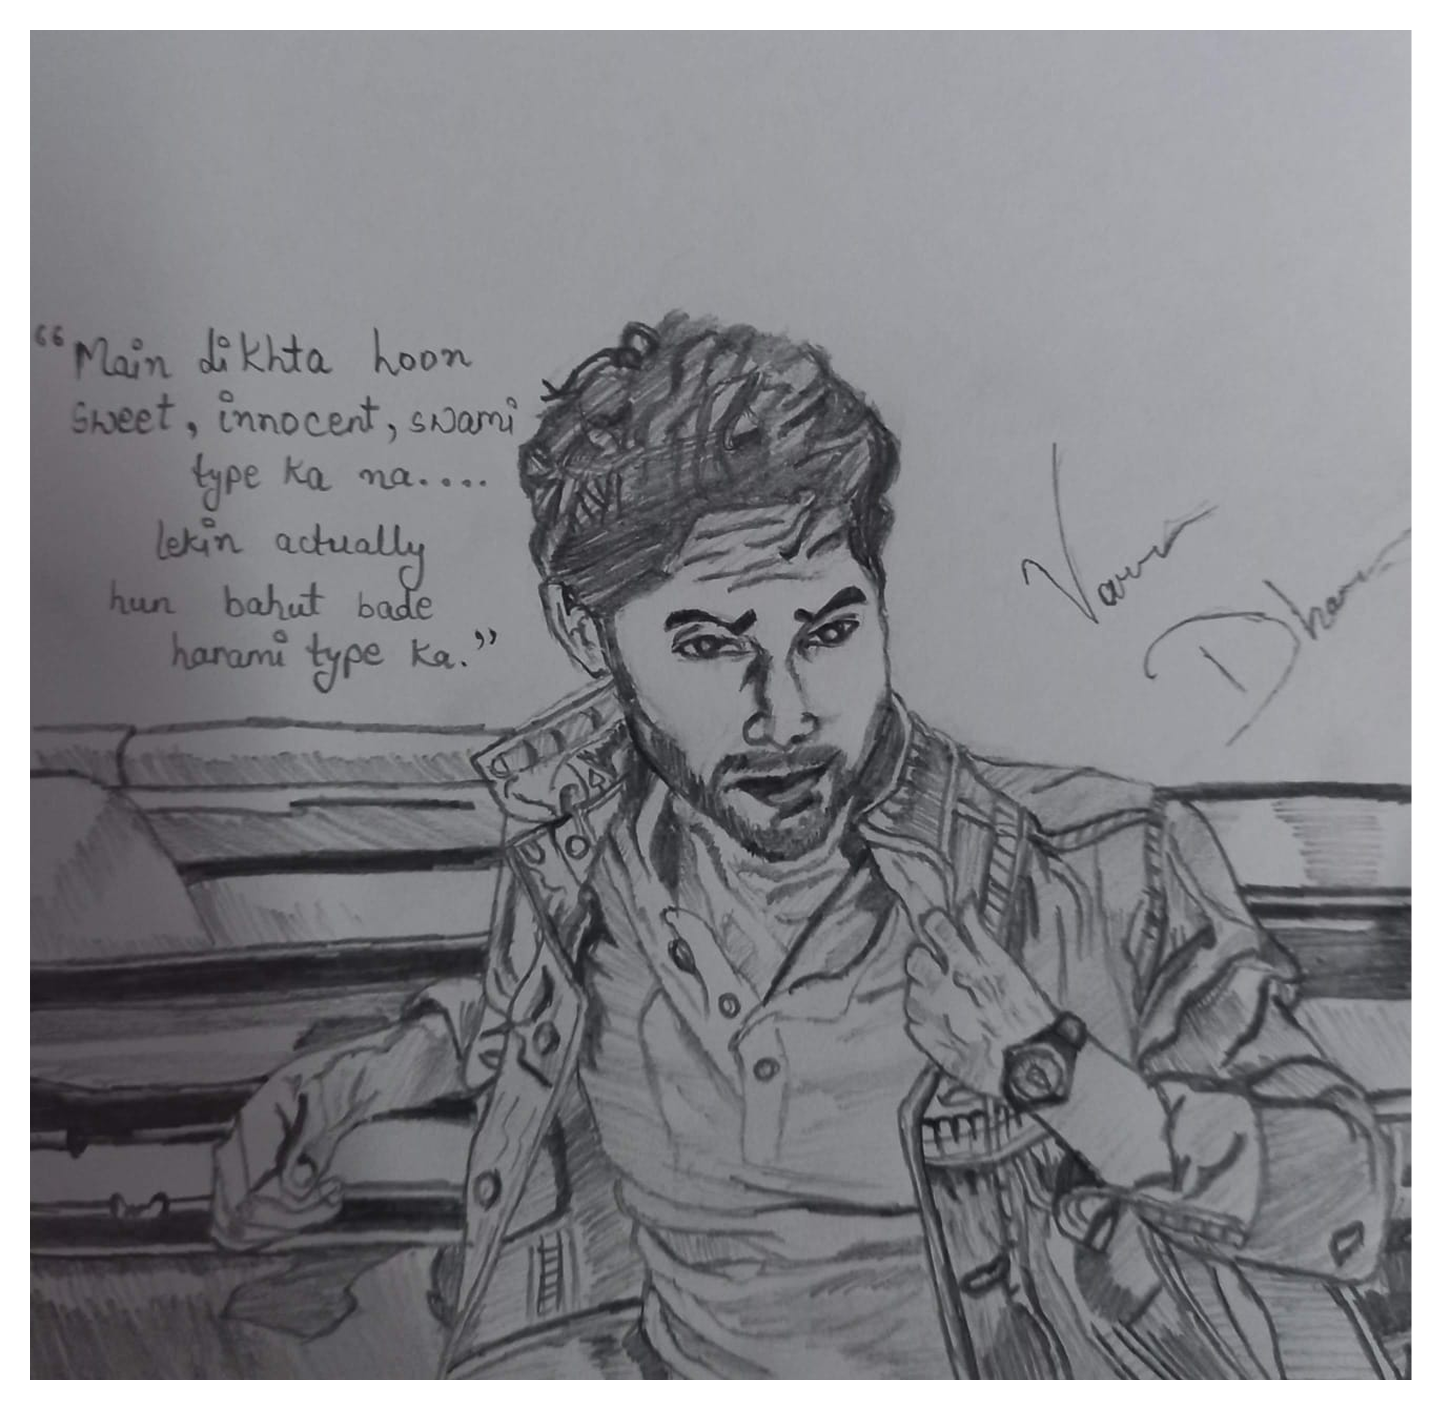 “Main dikhta hoon
sweet, innocent, swami
type ka na....
lekin actually
hun bahut bade
harami type ka.”
Varun
Dhawan